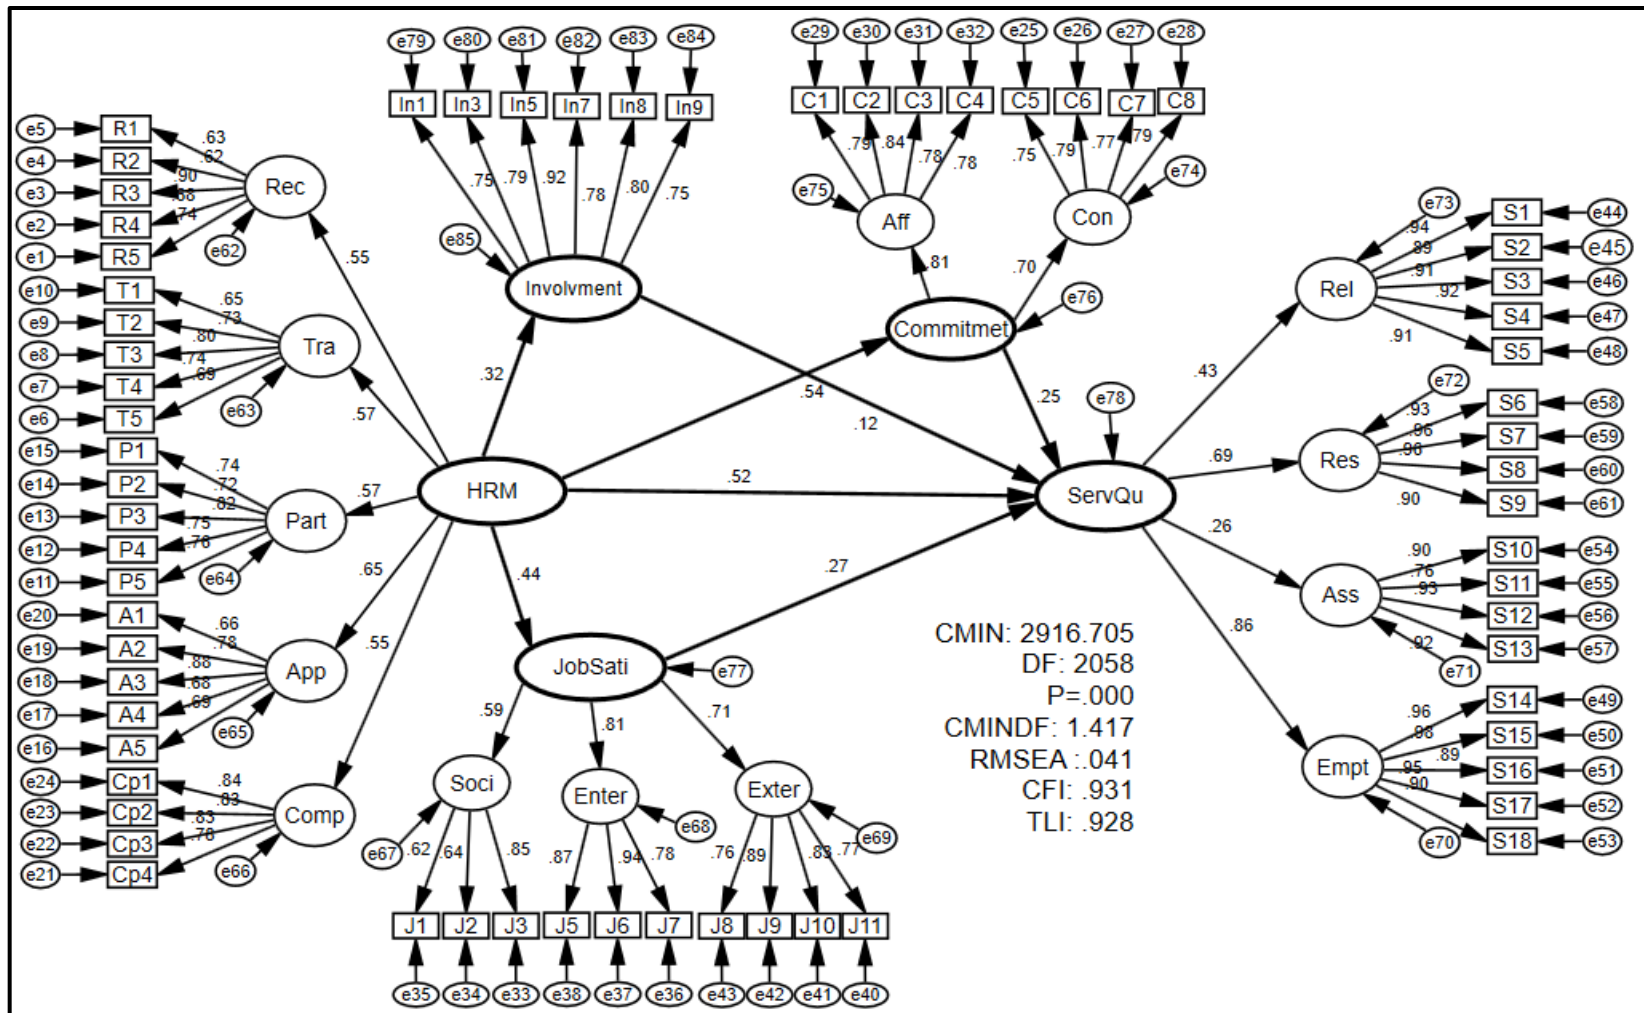 e79 e80 e81 e82 e83 e84
In1 In3 In5 In7 In8 In9
.75 .79 .92 .78 .80 .75
e85
Involvment
e29 e30 e31 e32 e25 e26 e27 e28
C1 C2 C3 C4 C5 C6 C7 C8
.79 .84 .78 .78 .75 .79 .77 .79
e75 Aff Con e74
.81 .70
Commitmet e76
e5 R1 .63
e4 R2 .62
e3 R3 .90
e2 R4 .88
e1 R5 .74
Rec
e62
.55
e10 T1 .65
e9 T2 .73
e8 T3 .80
e7 T4 .74
e6 T5 .69
Tra
e63
.57
e15 P1 .74
e14 P2 .72
e13 P3 .82
e12 P4 .75
e11 P5 .76
Part
e64
.57
e20 A1 .66
e19 A2 .78
e18 A3 .88
e17 A4 .68
e16 A5 .69
App
e65
.65
e24 Cp1 .84
e23 Cp2 .83
e22 Cp3 .83
e21 Cp4 .78
Comp
e66
.55
HRM
.32
.54
.12
.25
.52
.44
.27
e78
ServQu
JobSati e77
.59 .81 .71
Soci Enter Exter
e67 e68 e69
.62 .64 .85 .87 .94 .78 .76 .89 .83 .77
J1 J2 J3 J5 J6 J7 J8 J9 J10 J11
e35 e34 e33 e38 e37 e36 e43 e42 e41 e40
CMIN: 2916.705
DF: 2058
P=.000
CMINDF: 1.417
RMSEA :.041
CFI: .931
TLI: .928
.43
Rel
e73
.94 S1 e44
.89 S2 e45
.91 S3 e46
.92 S4 e47
.91 S5 e48
.69
Res
e72
.93 S6 e58
.96 S7 e59
.96 S8 e60
.90 S9 e61
.26
Ass
.90 S10 e54
.76 S11 e55
.93 S12 e56
.92 S13 e57
e71
.86
Empt
.96 S14 e49
.98 S15 e50
.89 S16 e51
.95 S17 e52
.90 S18 e53
e70